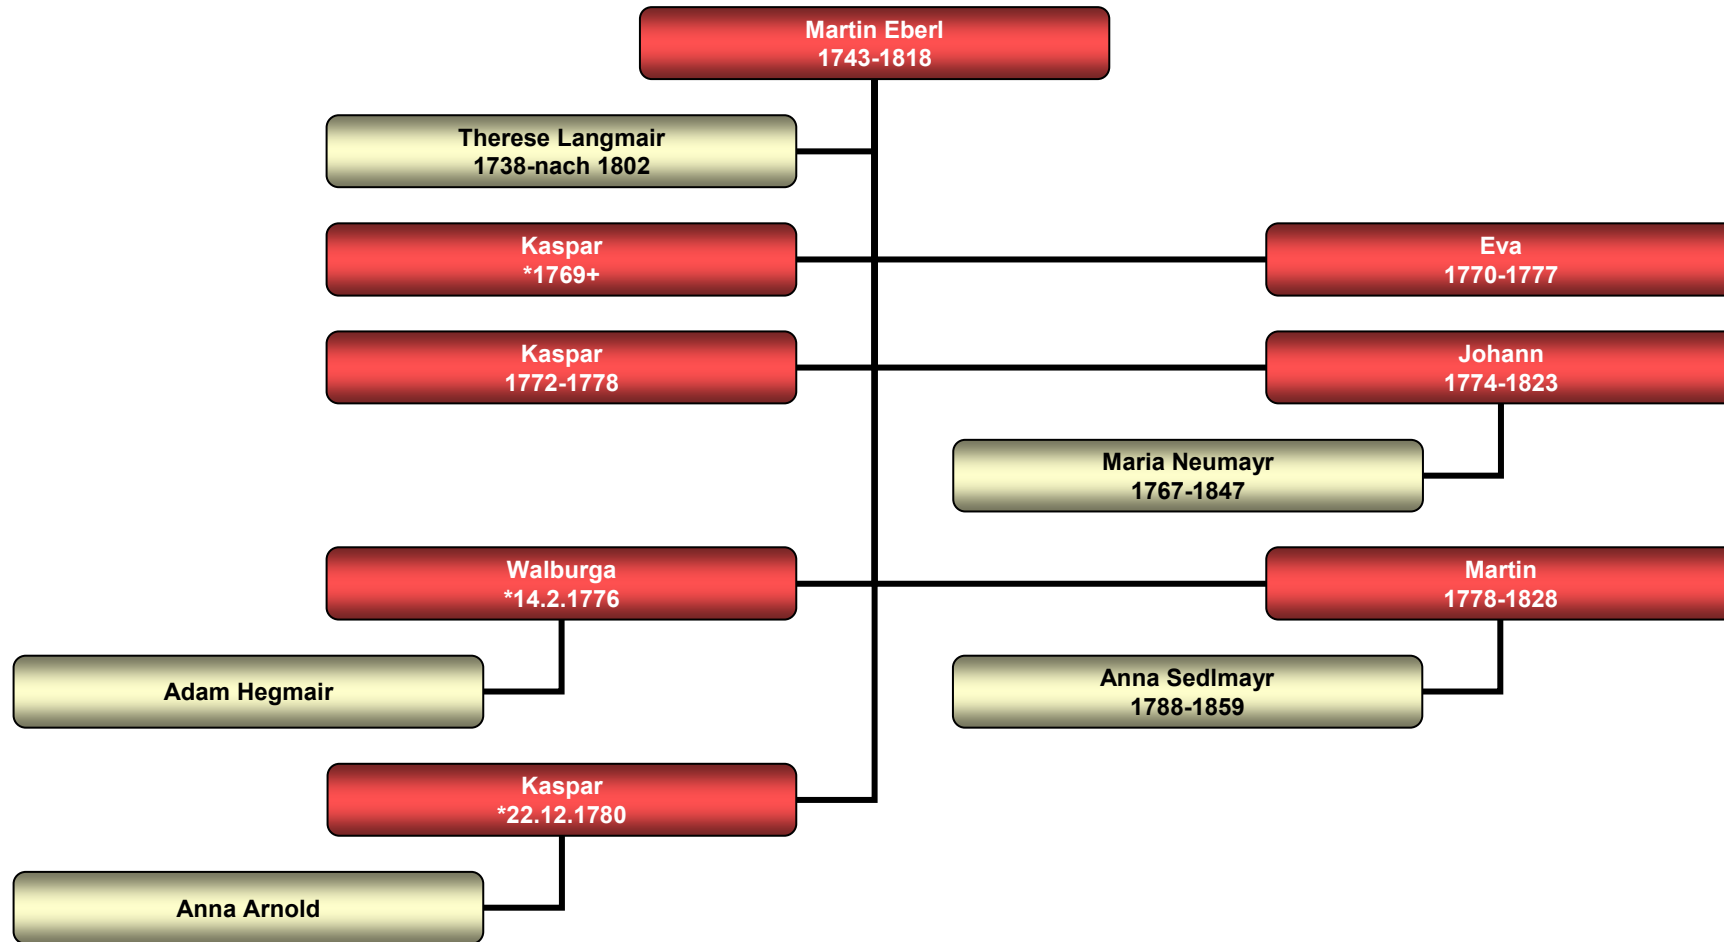 Martin Eberl
1743-1818
Therese Langmair
1738-nach 1802
Kaspar
*1769+
Eva
1770-1777
Kaspar
1772-1778
Johann
1774-1823
Maria Neumayr
1767-1847
Walburga
*14.2.1776
Martin
1778-1828
Adam Hegmair
Anna Sedlmayr
1788-1859
Kaspar
*22.12.1780
Anna Arnold